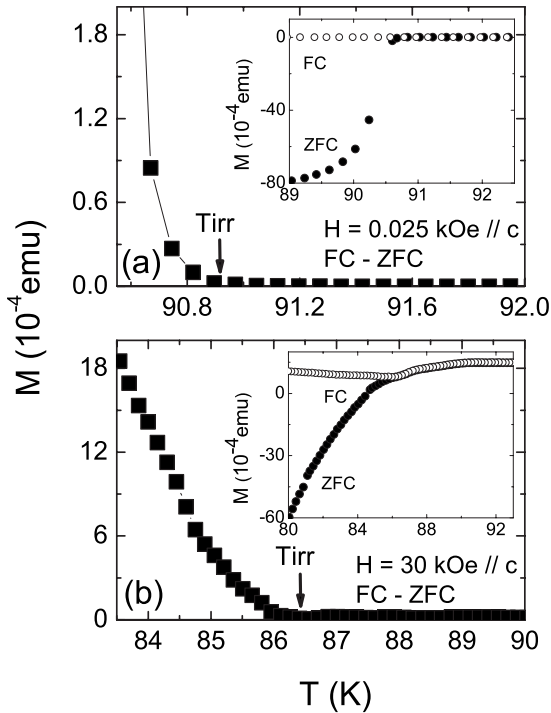 M (10-4emu)
1.8
1.2
0.6
0.0
90.8 91.2 91.6 92.0
Tirr
(a)
H = 0.025 kOe // c
FC - ZFC
M (10-4emu)
0
-40
-80
89 90 91 92
FC
ZFC
18
12
6
0
84 85 86 87 88 89 90
Tirr
(b)
H = 30 kOe // c
FC - ZFC
M (10-4emu)
0
-30
-60
80 84 88 92
FC
ZFC
T (K)